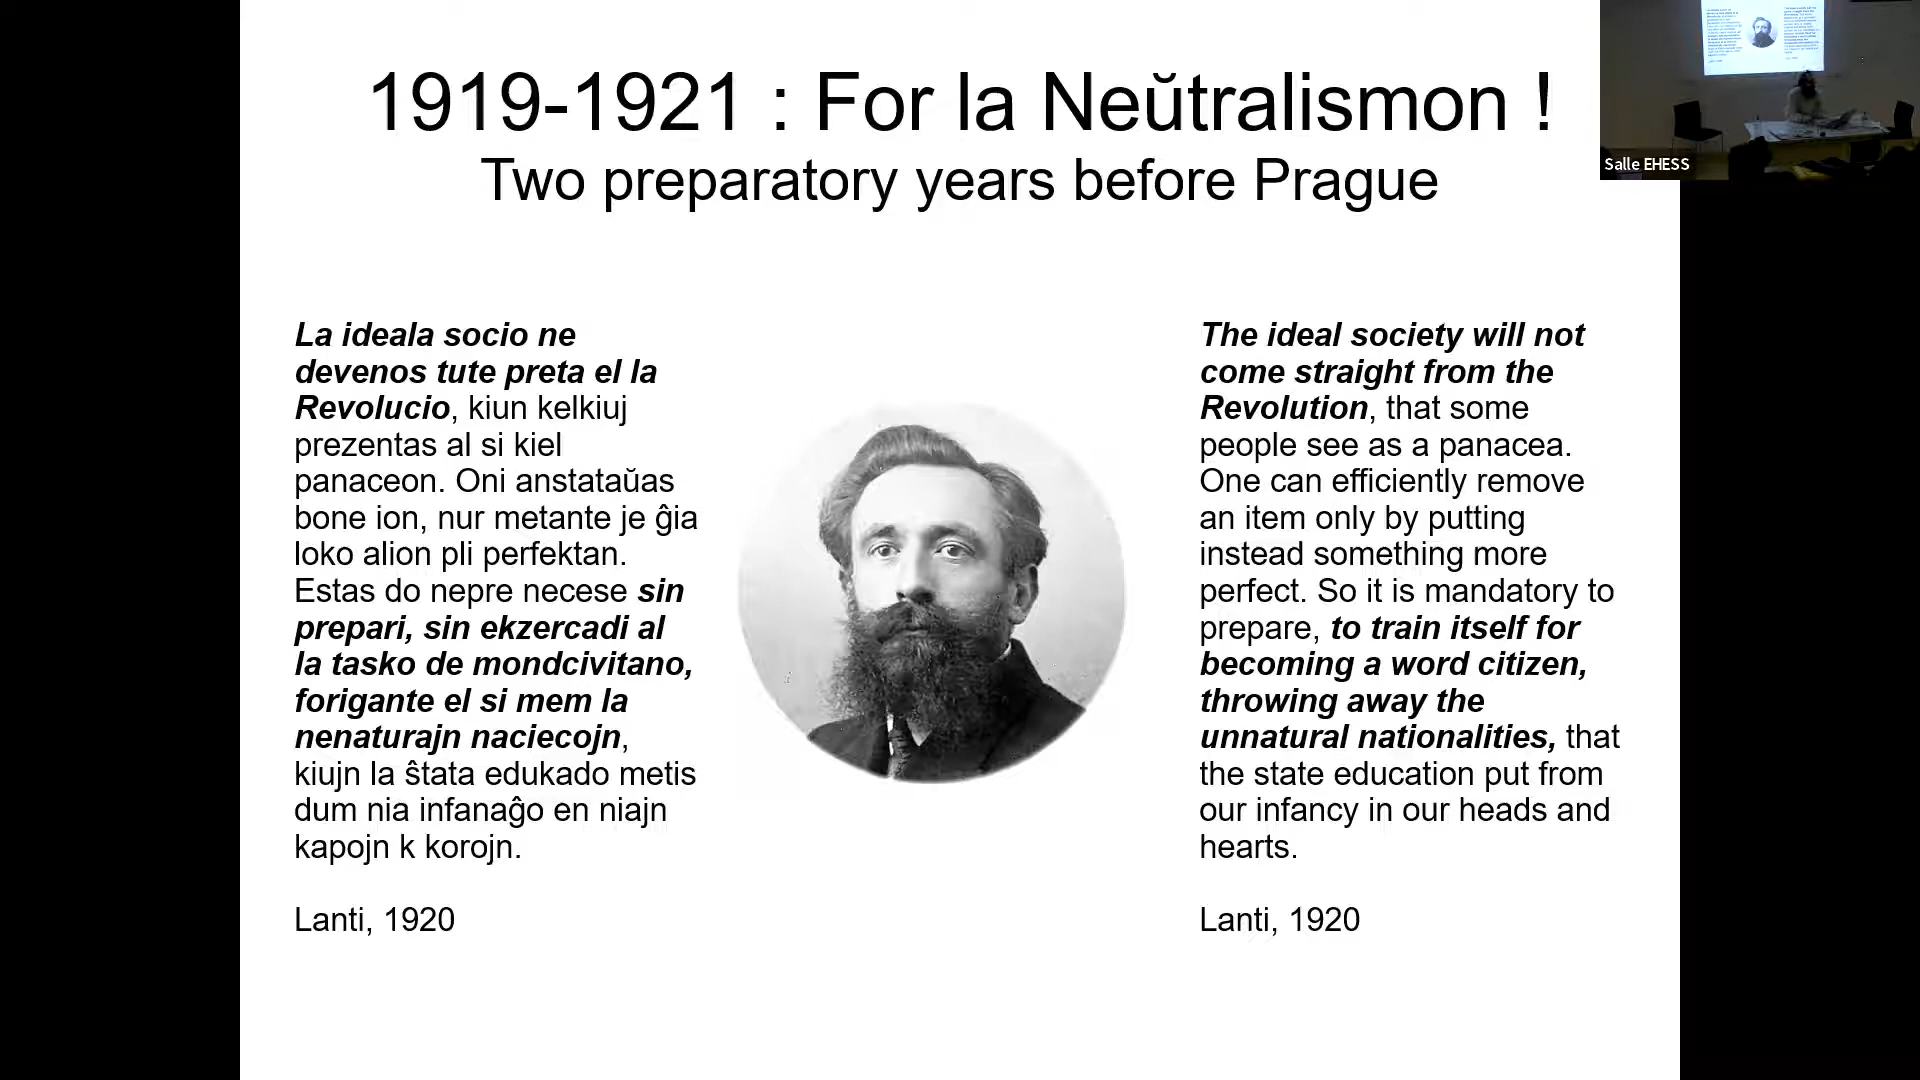 1919-1921 : For la Neŭtralismon !
Two preparatory years before Prague
Salle EHESS
La ideala socio ne
devenos tute preta el la
Revolucio, kiun kelkiuj
prezentas al si kiel
panaceon. Oni anstataŭas
bone ion, nur metante je ĝia
loko alion pli perfektan.
Estas do nepre necese sin
prepari, sin ekzercadi al
la tasko de mondcivitano,
forigante el si mem la
nenaturajn naciecojn,
kiujn la ŝtata edukado metis
dum nia infanaĝo en niajn
kapojn k korojn.
Lanti, 1920
The ideal society will not
come straight from the
Revolution, that some
people see as a panacea.
One can efficiently remove
an item only by putting
instead something more
perfect. So it is mandatory to
prepare, to train itself for
becoming a word citizen,
throwing away the
unnatural nationalities, that
the state education put from
our infancy in our heads and
hearts.
Lanti, 1920